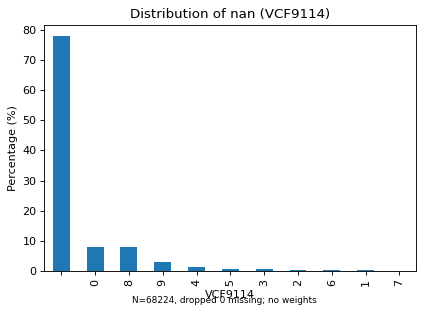 Distribution of nan (VCF9114)
Percentage (%)
80
70
60
50
40
30
20
10
0
0 8 9 4 5 3 2 6 1 7
VCF9114
N=68224, dropped 0 missing; no weights